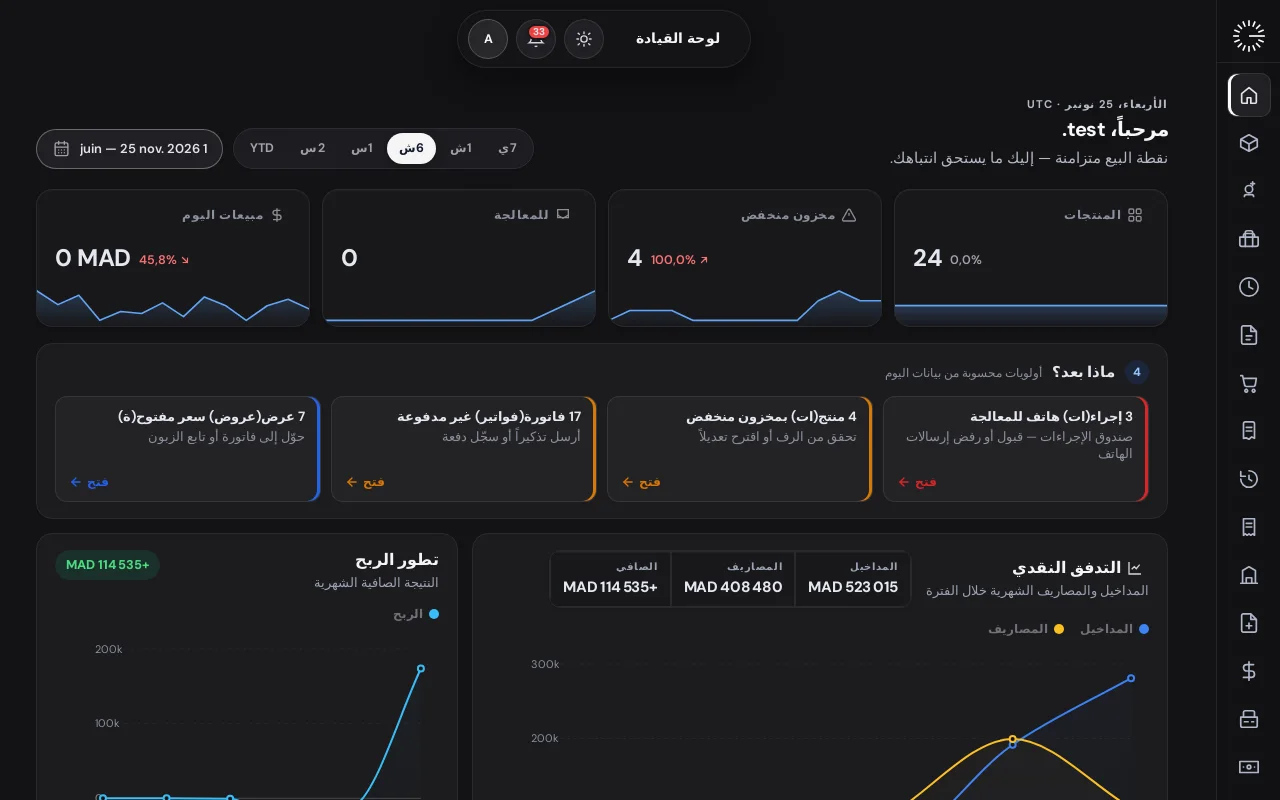 لوحة القيادة
33
A
الأربعاء، 25 نونبر · UTC
مرحباً، test.
نقطة البيع متزامنة — إليك ما يستحق انتباهك.
7ي
1ش
6ش
1س
2س
YTD
1 juin — 25 nov. 2026
المنتجات
24 0,0%
مخزون منخفض
4 100,0% ↗
للمعالجة
0
مبيعات اليوم
0 MAD 45,8% ↘
4 ماذا بعد؟ أولويات محسوبة من بيانات اليوم
3 إجراء(ات) هاتف للمعالجة
صندوق الإجراءات — قبول أو رفض إرسالات
الهاتف
فتح ←
4 منتج(ات) بمخزون منخفض
تحقق من الرف أو اقترح تعديلاً
فتح ←
17 فاتورة(فواتير) غير مدفوعة
أرسل تذكيراً أو سجّل دفعة
فتح ←
7 عرض(عروض) سعر مفتوح(ة)
حوّل إلى فاتورة أو تابع الزبون
فتح ←
التدفق النقدي
المداخيل والمصاريف الشهرية خلال الفترة
المداخيل
MAD 523 015
المصاريف
MAD 408 480
الصافي
MAD 114 535+
المداخيل
المصاريف
300k
200k
تطور الربح
النتيجة الصافية الشهرية
MAD 114 535+
الربح
200k
100k
0